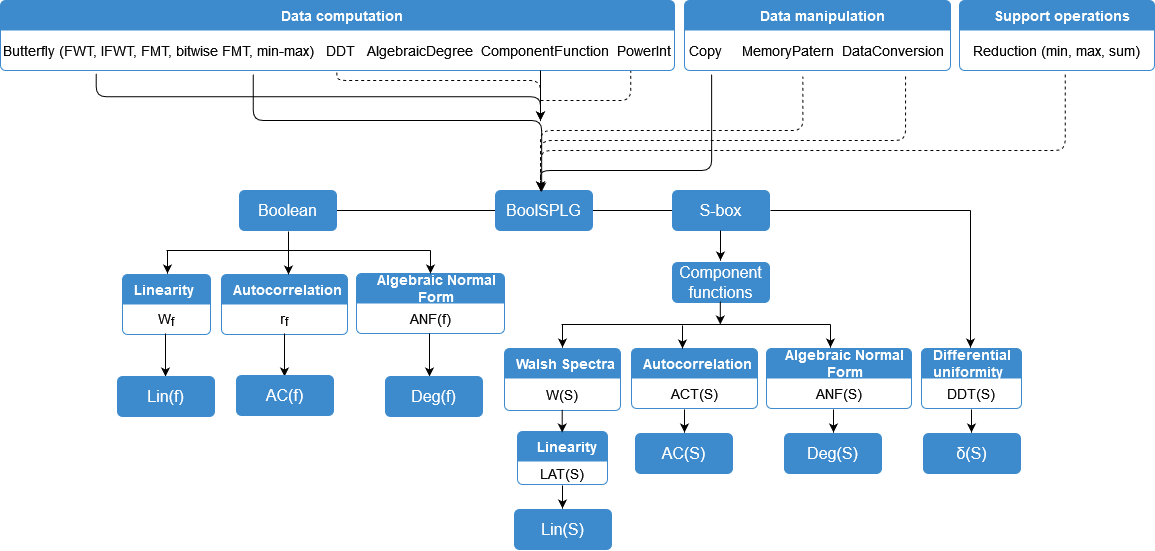 Data computation
Data manipulation
Support operations
Butterfly (FWT, IFWT, FMT, bitwise FMT, min-max) DDT AlgebraicDegree ComponentFunction PowerInt
Copy MemoryPatern DataConversion
Reduction (min, max, sum)
Boolean
BoolSPLG
S-box
Component
functions
Linearity
Wf
Autocorrelation
rf
Algebraic Normal
Form
ANF(f)
Lin(f)
AC(f)
Deg(f)
Walsh Spectra
W(S)
Autocorrelation
ACT(S)
Algebraic Normal
Form
ANF(S)
Differential
uniformity
DDT(S)
Linearity
LAT(S)
AC(S)
Deg(S)
δ(S)
Lin(S)